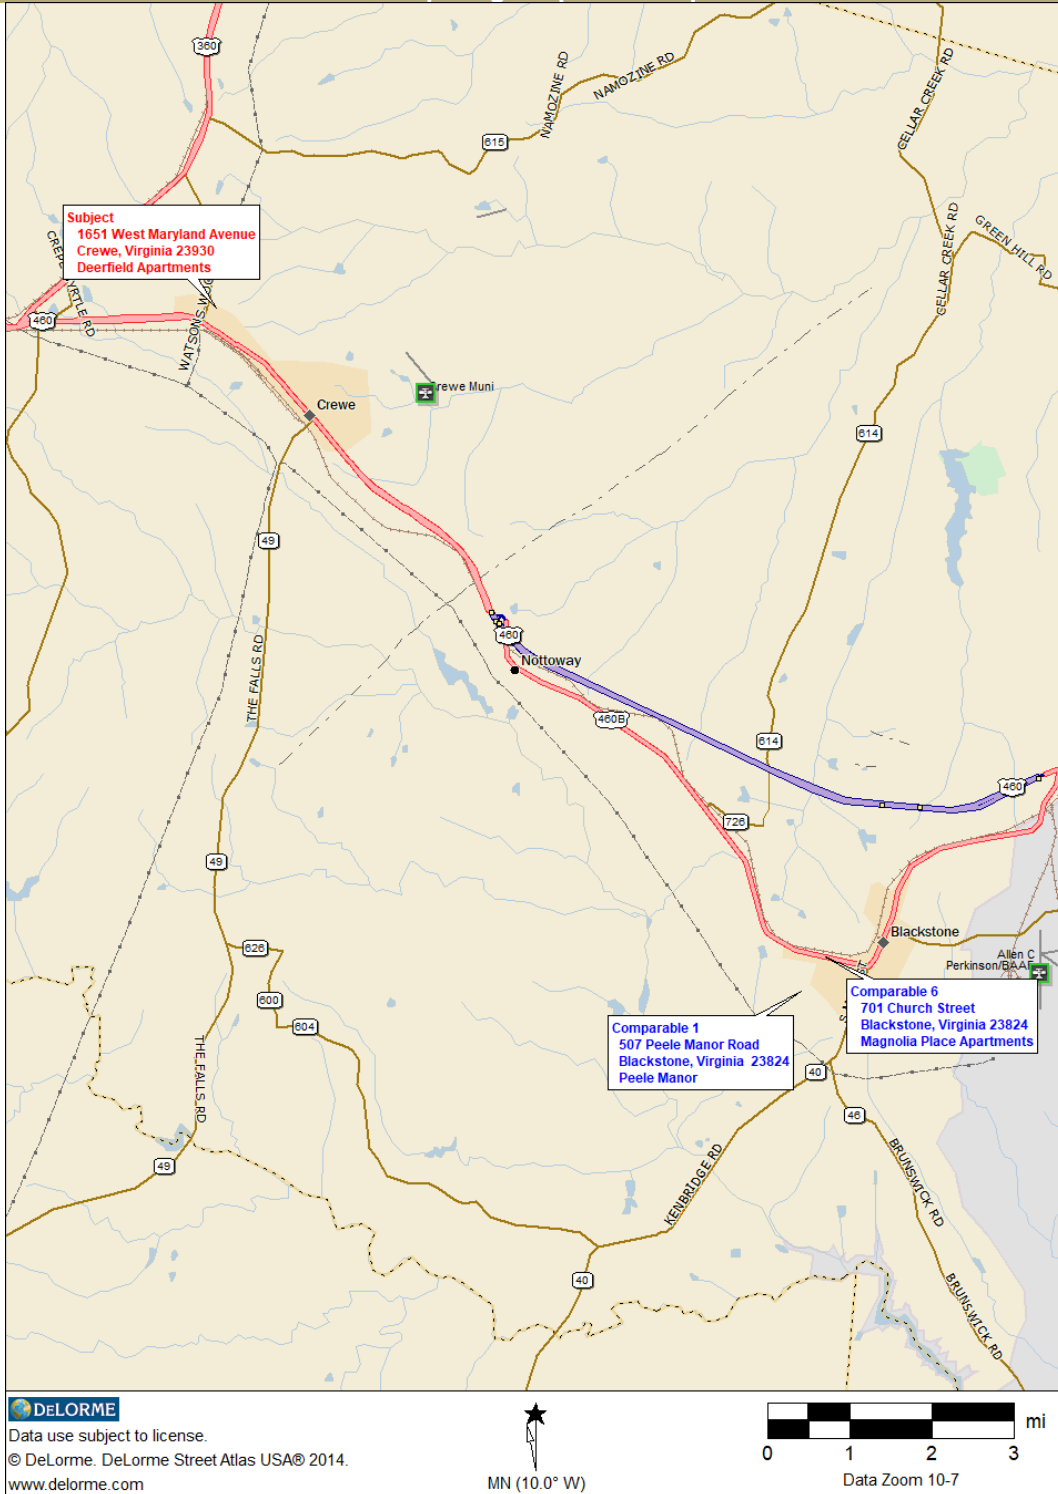 360
NAMOZINE RD
NAMOZINE RD
CELLAR CREEK RD
615
Subject
1651 West Maryland Avenue
Crewe, Virginia 23930
Deerfield Apartments
CELLAR CREEK RD
GREEN HILL RD
460
WATSONS WOO
Crewe Muni
Crewe
614
49
460
Nottoway
THE FALLS RD
460B
614
460
726
49
Blackstone
626
Allen C
Perkinson/BAAF
600
604
Comparable 6
701 Church Street
Blackstone, Virginia 23824
Magnolia Place Apartments
Comparable 1
507 Peele Manor Road
Blackstone, Virginia 23824
Peele Manor
THE FALLS RD
40
46
49
KENBRIDGE RD
BRUNSWICK RD
40
BRUNSWICK RD
DELORME
Data use subject to license.
© DeLorme. DeLorme Street Atlas USA® 2014.
www.delorme.com
MN (10.0° W)
mi
0 1 2 3
Data Zoom 10-7